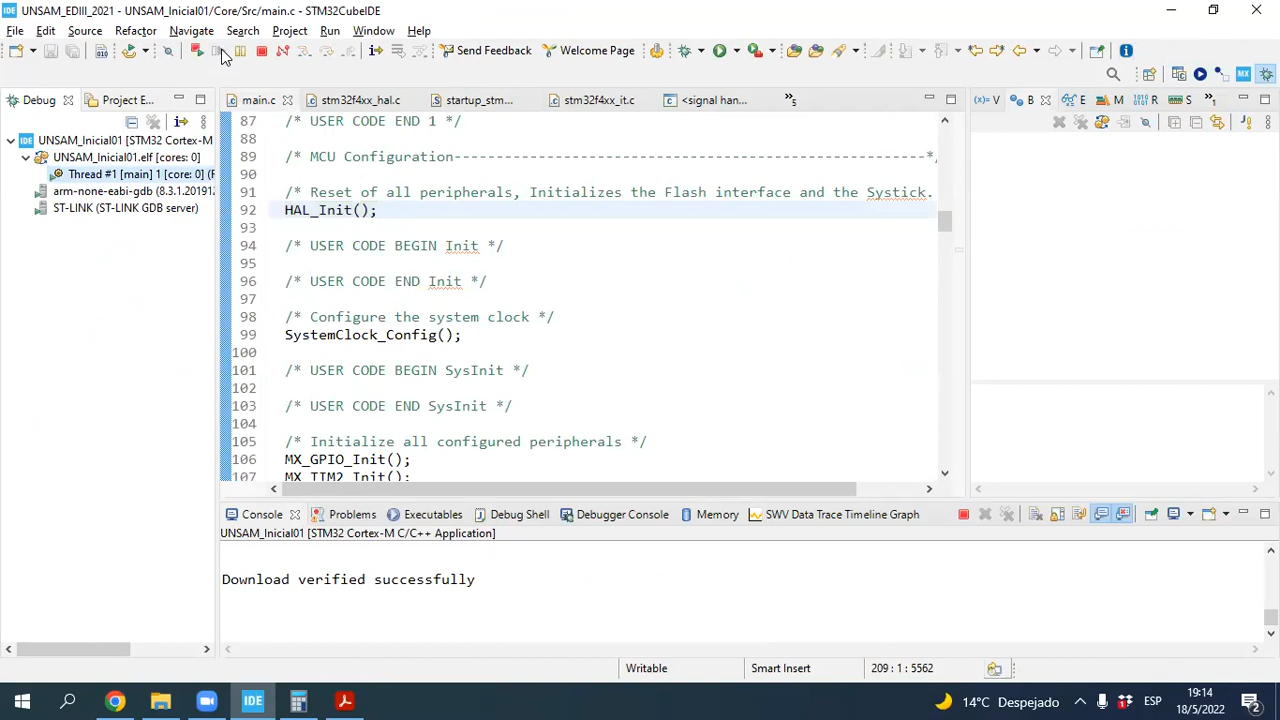 UNSAM_EDIII_2021 - UNSAM_Inicial01/Core/Src/main.c - STM32CubeIDE
File Edit Source Refactor Navigate Search Project Run Window Help
Send Feedback Welcome Page
Debug Project E... main.c stm32f4xx_hal.c startup_stm... stm32f4xx_it.c <signal han... »5 (x)= V B E M R S »1
UNSAM_Inicial01 [STM32 Cortex-M
UNSAM_Inicial01.elf [cores: 0]
Thread #1 [main] 1 [core: 0] (F
arm-none-eabi-gdb (8.3.1.201912
ST-LINK (ST-LINK GDB server)
87 /* USER CODE END 1 */
88
89 /* MCU Configuration--------------------------------------------------------*/
90
91 /* Reset of all peripherals, Initializes the Flash interface and the Systick.
92 HAL_Init();
93
94 /* USER CODE BEGIN Init */
95
96 /* USER CODE END Init */
97
98 /* Configure the system clock */
99 SystemClock_Config();
100
101 /* USER CODE BEGIN SysInit */
102
103 /* USER CODE END SysInit */
104
105 /* Initialize all configured peripherals */
106 MX_GPIO_Init();
107 MX_TIM2_Init();
Console Problems Executables Debug Shell Debugger Console Memory SWV Data Trace Timeline Graph
UNSAM_Inicial01 [STM32 Cortex-M C/C++ Application]
Download verified successfully
Writable Smart Insert 209 : 1 : 5562
IDE 14°C Despejado ESP 19:14
18/5/2022 2